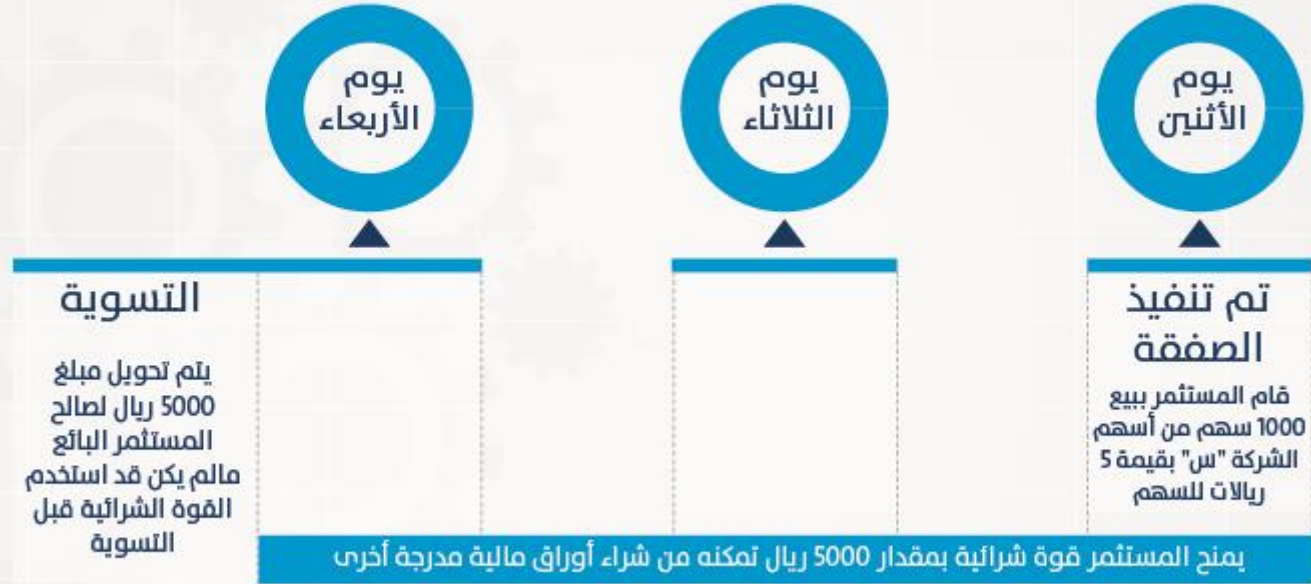 يوم
الأثنين
يوم
الثلاثاء
يوم
الأربعاء
تم تنفيذ
الصفقة
قام المستثمر ببيع
1000 سهم من أسهم
الشركة "س" بقيمة 5
ريالات للسهم
التسوية
يتم تحويل مبلغ
5000 ريال لصالح
المستثمر البائع
مالم يكن قد استخدم
القوة الشرائية قبل
التسوية
يمنح المستثمر قوة شرائية بمقدار 5000 ريال تمكنه من شراء أوراق مالية مدرجة أخرى